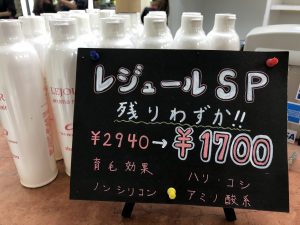 レジュールSP
残りわずか!!
¥2940→¥1700
育毛効果 ハリ・コシ
ノンシリコン アミノ酸系
LEJOUR